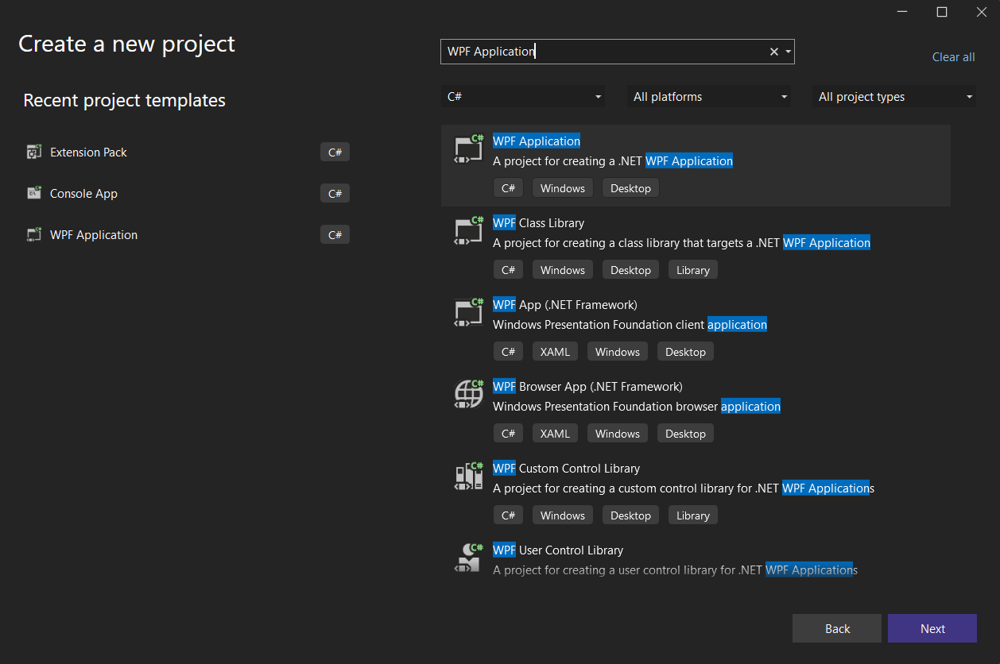 Create a new project
Recent project templates
Extension Pack C#
Console App C#
WPF Application C#
WPF Application
Clear all
C# All platforms All project types
C#
WPF Application
A project for creating a .NET WPF Application
C# Windows Desktop
C#
WPF Class Library
A project for creating a class library that targets a .NET WPF Application
C# Windows Desktop Library
C#
WPF App (.NET Framework)
Windows Presentation Foundation client application
C# XAML Windows Desktop
C#
WPF Browser App (.NET Framework)
Windows Presentation Foundation browser application
C# XAML Windows Desktop
C#
WPF Custom Control Library
A project for creating a custom control library for .NET WPF Applications
C# Windows Desktop Library
C#
WPF User Control Library
A project for creating a user control library for .NET WPF Applications
Back Next